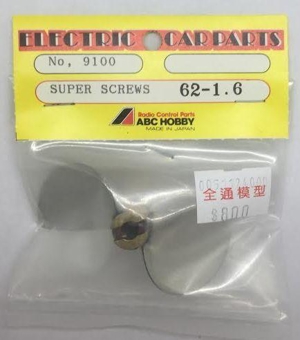 ELECTRIC CAR PARTS
No, 9100
SUPER SCREWS 62-1.6
Radio Control Parts
ABC HOBBY
MADE IN JAPAN
全通模型